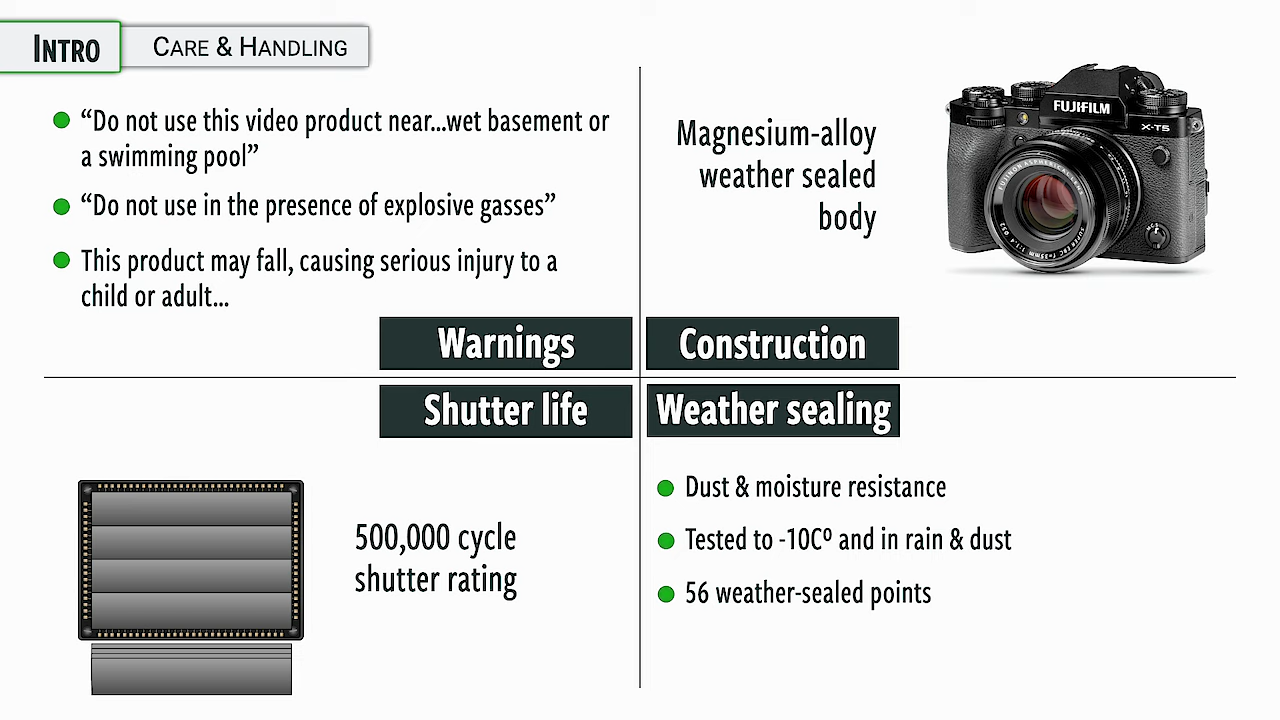 INTRO
CARE & HANDLING
“Do not use this video product near...wet basement or
a swimming pool”
“Do not use in the presence of explosive gasses”
This product may fall, causing serious injury to a
child or adult...
Warnings
Magnesium-alloy
weather sealed
body
FUJIFILM
X-T5
Construction
Shutter life
500,000 cycle
shutter rating
Weather sealing
Dust & moisture resistance
Tested to -10Cº and in rain & dust
56 weather-sealed points